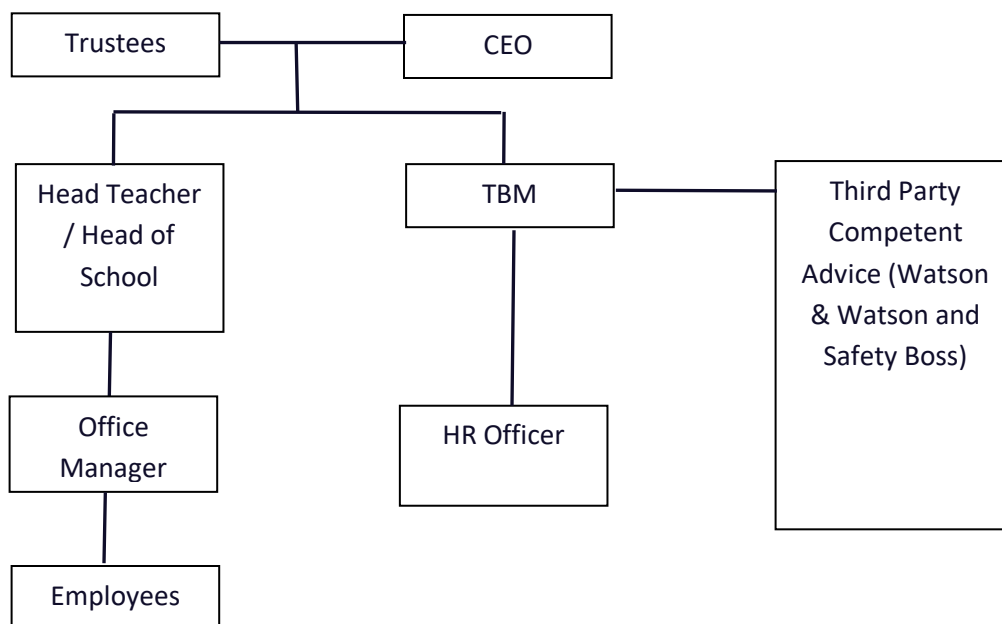 Trustees
CEO
Head Teacher
/ Head of
School
TBM
Third Party
Competent
Advice (Watson
& Watson and
Safety Boss)
Office
Manager
HR Officer
Employees